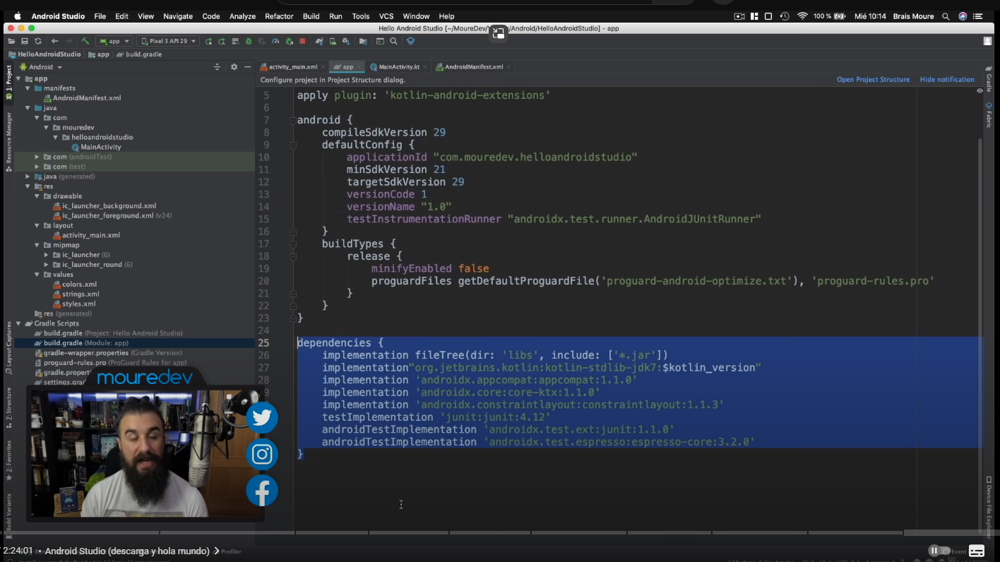 Android Studio File Edit View Navigate Code Analyze Refactor Build Run Tools VCS Window Help 100 % Mié 10:14 Brais Moure
Hello Android Studio [~/MoureDev/ /Android/HelloAndroidStudio] - app
app Pixel 3 API 29
HelloAndroidStudio app build.gradle
Android
activity_main.xml app MainActivity.kt AndroidManifest.xml
Configure project in Project Structure dialog. Open Project Structure Hide notification
1: Project
Resource Manager
Layout Captures
Z: Structure
2: Favorites
Build Variants
app
manifests
AndroidManifest.xml
java
com
mouredev
helloandroidstudio
MainActivity
com (androidTest)
com (test)
java (generated)
res
drawable
ic_launcher_background.xml
ic_launcher_foreground.xml (v24)
layout
activity_main.xml
mipmap
ic_launcher (6)
ic_launcher_round (6)
values
colors.xml
strings.xml
styles.xml
res (generated)
Gradle Scripts
build.gradle (Project: Hello Android Studio)
build.gradle (Module: app)
gradle-wrapper.properties (Gradle Version)
proguard-rules.pro (ProGuard Rules for app)
gradle.properti
settings.grad
5 apply plugin: 'kotlin-android-extensions'
6
7 android {
8 compileSdkVersion 29
9 defaultConfig {
10 applicationId "com.mouredev.helloandroidstudio"
11 minSdkVersion 21
12 targetSdkVersion 29
13 versionCode 1
14 versionName "1.0"
15 testInstrumentationRunner "androidx.test.runner.AndroidJUnitRunner"
16 }
17 buildTypes {
18 release {
19 minifyEnabled false
20 proguardFiles getDefaultProguardFile('proguard-android-optimize.txt'), 'proguard-rules.pro'
21 }
22 }
23 }
24
25 dependencies {
26 implementation fileTree(dir: 'libs', include: ['*.jar'])
27 implementation"org.jetbrains.kotlin:kotlin-stdlib-jdk7:$kotlin_version"
28 implementation 'androidx.appcompat:appcompat:1.1.0'
9 implementation 'androidx.core:core-ktx:1.1.0'
implementation 'androidx.constraintlayout:constraintlayout:1.1.3'
testImplementation 'junit:junit:4.12'
androidTestImplementation 'androidx.test.ext:junit:1.1.0'
androidTestImplementation 'androidx.test.espresso:espresso-core:3.2.0'
}
Gradle
Fabric
Device File Explorer
mouredev
/ 2:24:01 • Android Studio (descarga y hola mundo)
Profiler
Event